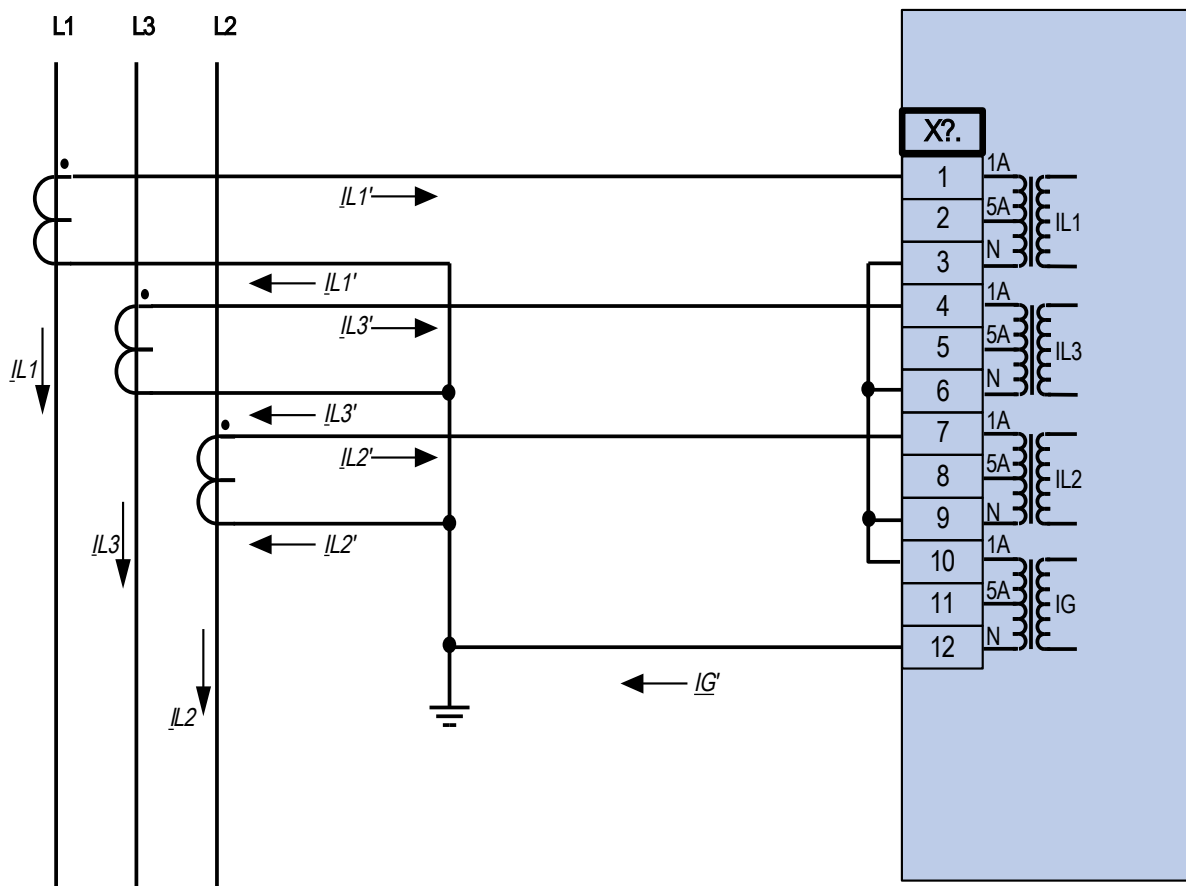 L1 L3 L2
X?.
1 1A
IL1'
2 5A IL1
3 N
IL1'
4 1A
IL3'
5 5A IL3
IL1
6 N
IL3'
7 1A
IL2'
8 5A IL2
9 N
IL3 IL2'
10 1A
11 5A IG
12 N
IG'
IL2